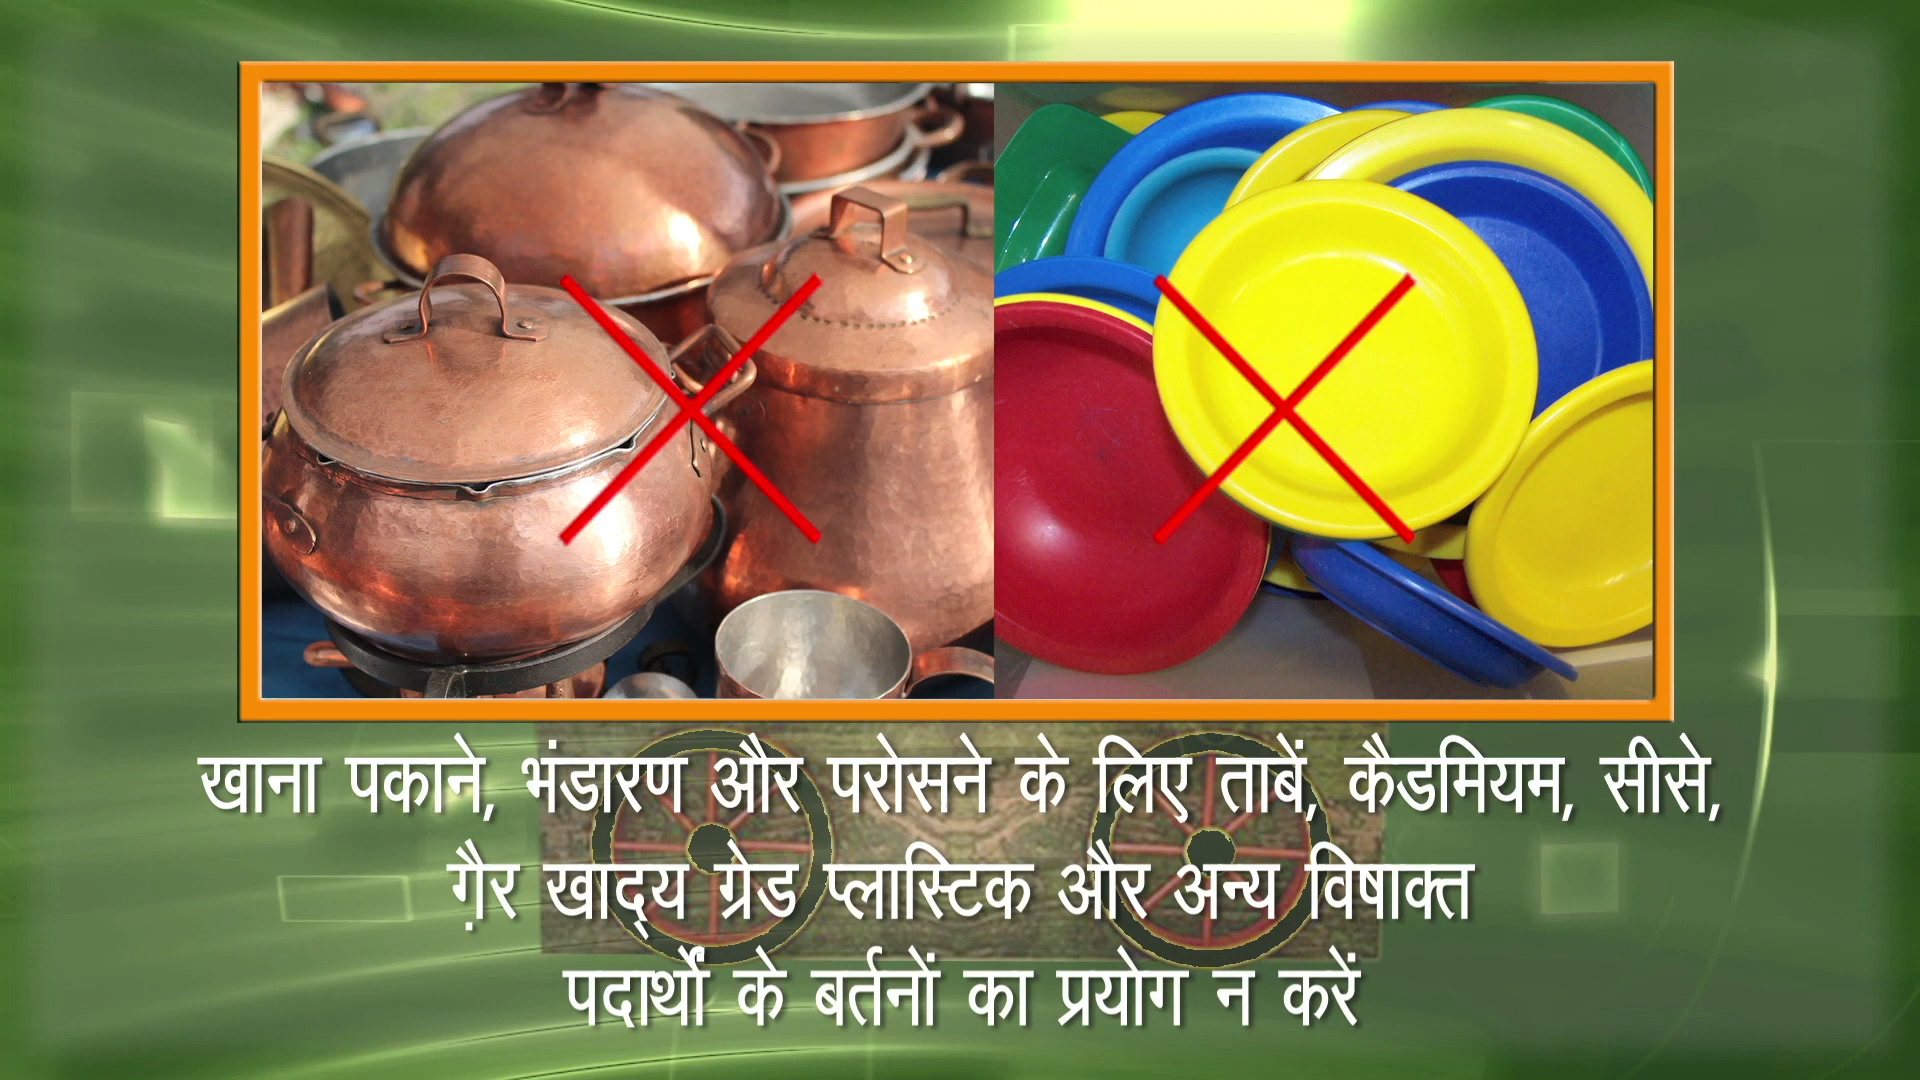 खाना पकाने, भंडारण और परोसने के लिए ताबें, कैडमियम, सीसे,
ग़ैर खाद्य ग्रेड प्लास्टिक और अन्य विषाक्त
पदार्थों के बर्तनों का प्रयोग न करें